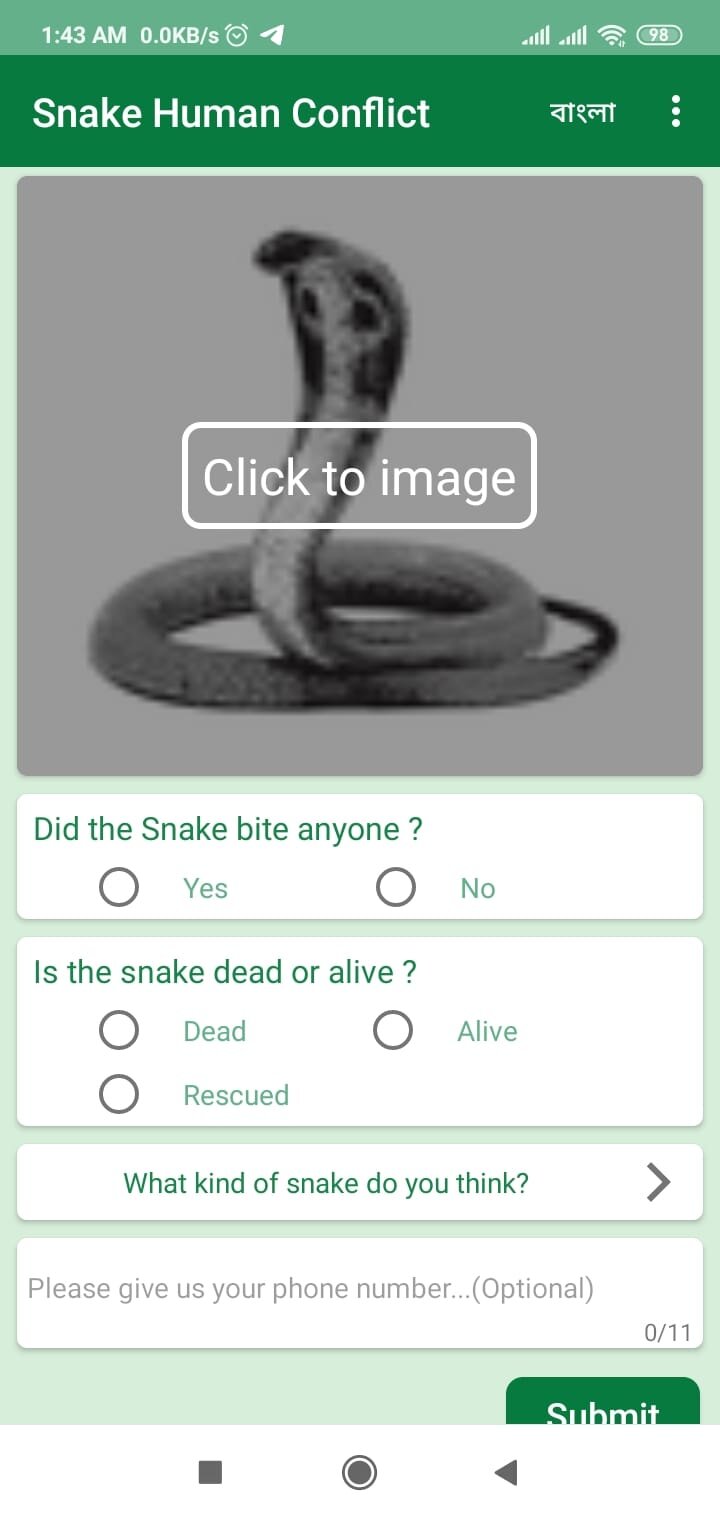 1:43 AM 0.0KB/s 98
Snake Human Conflict বাংলা
Click to image
Did the Snake bite anyone ?
Yes No
Is the snake dead or alive ?
Dead Alive
Rescued
What kind of snake do you think?
Please give us your phone number...(Optional)
0/11
Submit